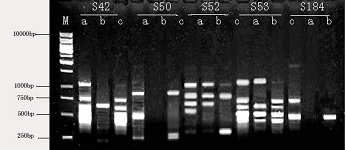 S42 S50 S52 S53 S184
M a b c a b c a b c a b c a b
10000bp
1000bp
750bp
500bp
250bp